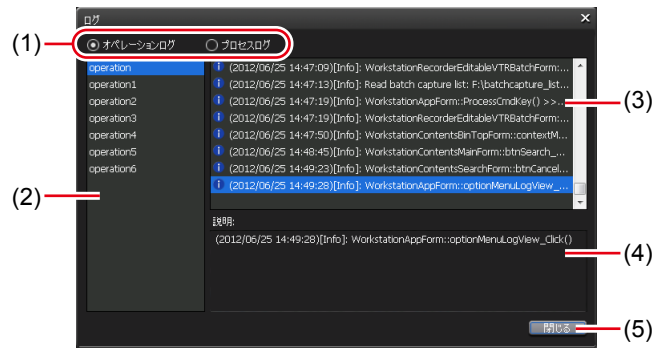 ログ
(1)
オペレーションログ プロセスログ
operation
operation1
operation2
operation3
operation4
operation5
operation6
(2)
(2012/06/25 14:47:09)[Info]: WorkstationRecorderEditableVTRBatchForm:...
(2012/06/25 14:47:13)[Info]: Read batch capture list: F:\batchcapture_list...
(2012/06/25 14:47:19)[Info]: WorkstationAppForm::ProcessCmdKey() >>...
(2012/06/25 14:47:19)[Info]: WorkstationRecorderEditableVTRBatchForm:...
(2012/06/25 14:47:50)[Info]: WorkstationContentsBinTopForm::contextM...
(2012/06/25 14:48:45)[Info]: WorkstationContentsMainForm::btnSearch_...
(2012/06/25 14:49:23)[Info]: WorkstationContentsSearchForm::btnCancel...
(2012/06/25 14:49:28)[Info]: WorkstationAppForm::optionMenuLogView_...
(3)
説明:
(2012/06/25 14:49:28)[Info]: WorkstationAppForm::optionMenuLogView_Click()
(4)
閉じる
(5)